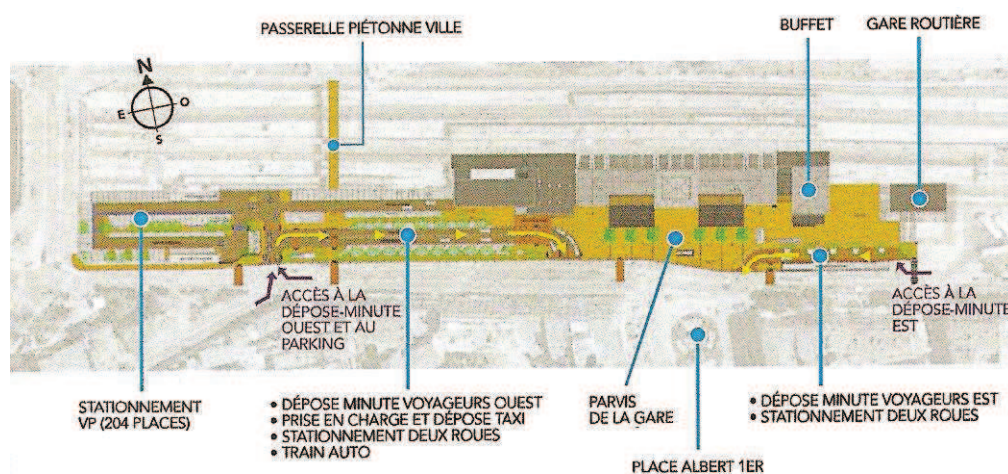 PASSERELLE PIÉTONNE VILLE
BUFFET
GARE ROUTIÈRE
N
E
O
S
ACCÈS À LA
DÉPOSE-MINUTE
OUEST ET AU
PARKING
ACCÈS À LA
DÉPOSE-MINUTE
EST
STATIONNEMENT
VP (204 PLACES)
• DÉPOSE MINUTE VOYAGEURS OUEST
• PRISE EN CHARGE ET DÉPOSE TAXI
• STATIONNEMENT DEUX ROUES
• TRAIN AUTO
PARVIS
DE LA GARE
• DÉPOSE MINUTE VOYAGEURS EST
• STATIONNEMENT DEUX ROUES
PLACE ALBERT 1ER